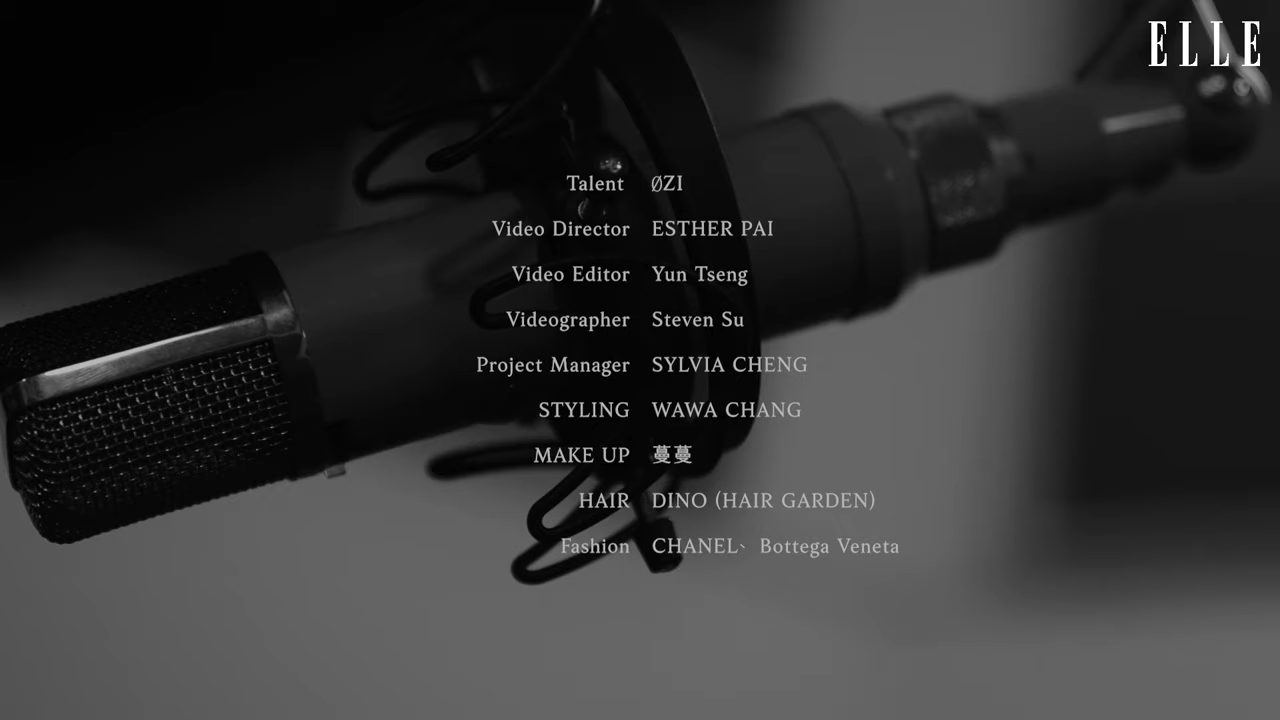 ELLE
Talent ØZI
Video Director ESTHER PAI
Video Editor Yun Tseng
Videographer Steven Su
Project Manager SYLVIA CHENG
STYLING WAWA CHANG
MAKE UP 蔓蔓
HAIR DINO (HAIR GARDEN)
Fashion CHANEL、Bottega Veneta